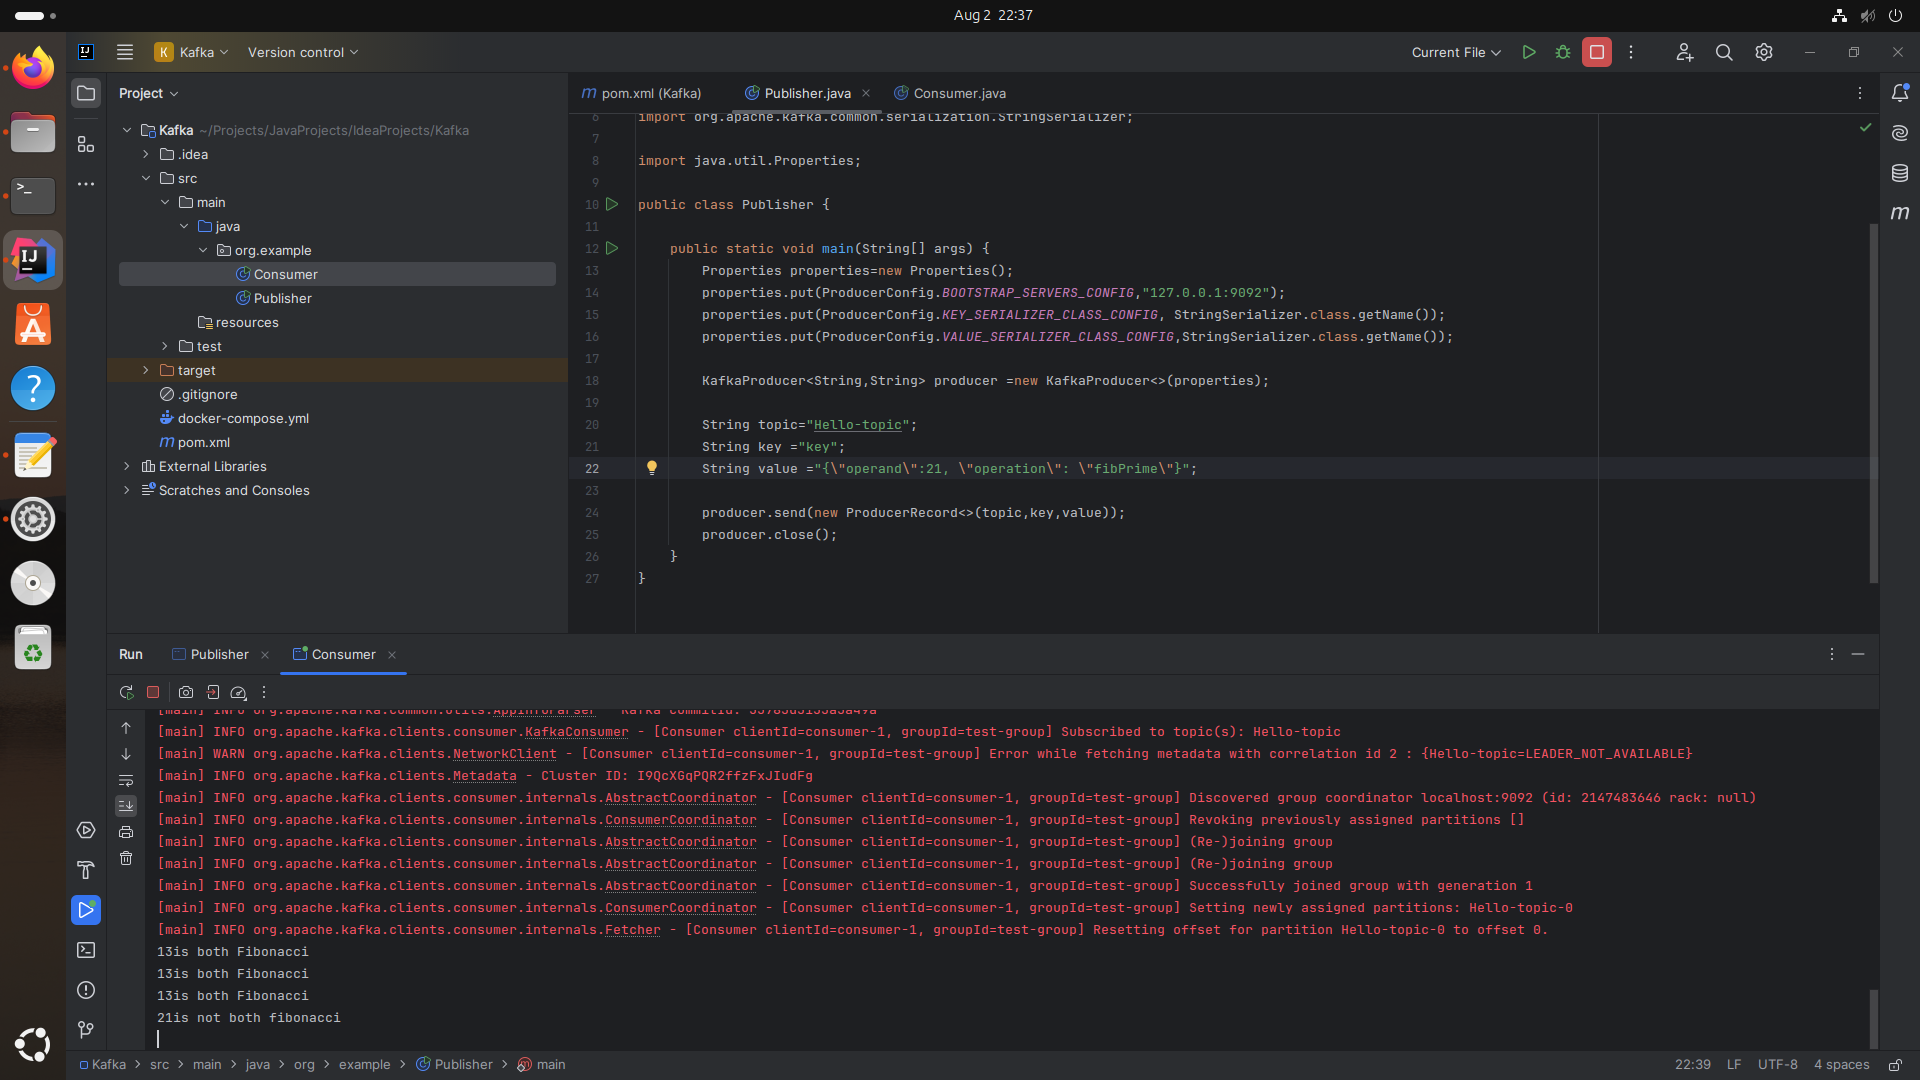 Aug 2 22:37
K Kafka
Version control
Current File
Project
Kafka ~/Projects/JavaProjects/IdeaProjects/Kafka
.idea
src
main
java
org.example
Consumer
Publisher
resources
test
target
.gitignore
docker-compose.yml
m pom.xml
External Libraries
Scratches and Consoles
m pom.xml (Kafka)
Publisher.java
Consumer.java
6 import org.apache.kafka.common.serialization.StringSerializer;
7
8 import java.util.Properties;
9
10 public class Publisher {
11
12 public static void main(String[] args) {
13 Properties properties=new Properties();
14 properties.put(ProducerConfig.BOOTSTRAP_SERVERS_CONFIG,"127.0.0.1:9092");
15 properties.put(ProducerConfig.KEY_SERIALIZER_CLASS_CONFIG, StringSerializer.class.getName());
16 properties.put(ProducerConfig.VALUE_SERIALIZER_CLASS_CONFIG,StringSerializer.class.getName());
17
18 KafkaProducer<String,String> producer =new KafkaProducer<>(properties);
19
20 String topic="Hello-topic";
21 String key ="key";
22 String value ="{\"operand\":21, \"operation\": \"fibPrime\"}";
23
24 producer.send(new ProducerRecord<>(topic,key,value));
25 producer.close();
26 }
27 }
Run
Publisher
Consumer
[main] INFO org.apache.kafka.common.utils.AppInfoParser - Kafka commitId:
[main] INFO org.apache.kafka.clients.consumer.KafkaConsumer - [Consumer clientId=consumer-1, groupId=test-group] Subscribed to topic(s): Hello-topic
[main] WARN org.apache.kafka.clients.NetworkClient - [Consumer clientId=consumer-1, groupId=test-group] Error while fetching metadata with correlation id 2 : {Hello-topic=LEADER_NOT_AVAILABLE}
[main] INFO org.apache.kafka.clients.Metadata - Cluster ID: I9QcXGqPQR2ffzFxJIudFg
[main] INFO org.apache.kafka.clients.consumer.internals.AbstractCoordinator - [Consumer clientId=consumer-1, groupId=test-group] Discovered group coordinator localhost:9092 (id: 2147483646 rack: null)
[main] INFO org.apache.kafka.clients.consumer.internals.ConsumerCoordinator - [Consumer clientId=consumer-1, groupId=test-group] Revoking previously assigned partitions []
[main] INFO org.apache.kafka.clients.consumer.internals.AbstractCoordinator - [Consumer clientId=consumer-1, groupId=test-group] (Re-)joining group
[main] INFO org.apache.kafka.clients.consumer.internals.AbstractCoordinator - [Consumer clientId=consumer-1, groupId=test-group] (Re-)joining group
[main] INFO org.apache.kafka.clients.consumer.internals.AbstractCoordinator - [Consumer clientId=consumer-1, groupId=test-group] Successfully joined group with generation 1
[main] INFO org.apache.kafka.clients.consumer.internals.ConsumerCoordinator - [Consumer clientId=consumer-1, groupId=test-group] Setting newly assigned partitions: Hello-topic-0
[main] INFO org.apache.kafka.clients.consumer.internals.Fetcher - [Consumer clientId=consumer-1, groupId=test-group] Resetting offset for partition Hello-topic-0 to offset 0.
13is both Fibonacci
13is both Fibonacci
13is both Fibonacci
21is not both fibonacci
Kafka > src > main > java > org > example > Publisher > main
22:39 LF UTF-8 4 spaces